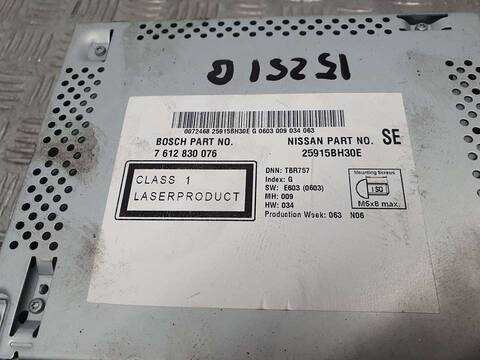 D15251G
0072468 25915BH30E G 0603 009 034 063
BOSCH PART NO.
7 612 830 076
NISSAN PART NO.
25915BH30E
SE
CLASS 1
LASERPRODUCT
DNN: TBR757
Index: G
SW: E603 (0603)
MH: 009
HW: 034
Production Week: 063 N06
Mounting Screws
ISO
M5x8 max.